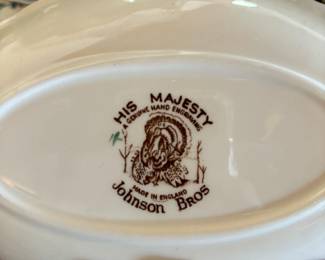 HIS MAJESTY
A GENUINE HAND ENGRAVING
MADE IN ENGLAND
Johnson Bros